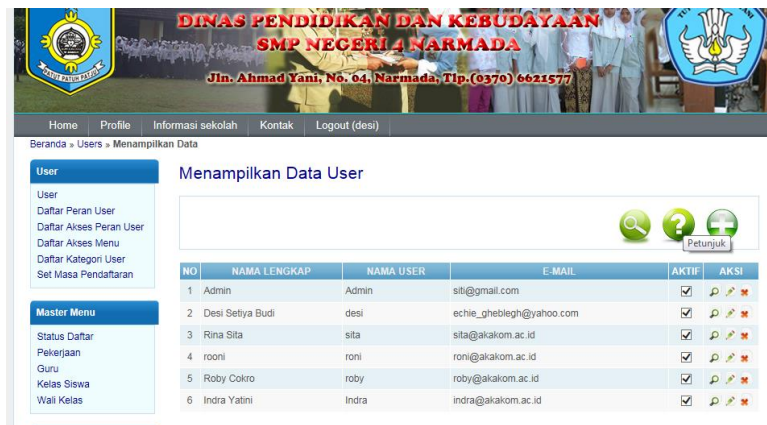 DINAS PENDIDIKAN DAN KEBUDAYAAN
SMP NEGERI 4 NARMADA
Jln. Ahmad Yani, No. 04, Narmada, Tlp.(0370) 6621577
PATUT PATUH PATJU
Home Profile Informasi sekolah Kontak Logout (desi)
Beranda » Users » Menampilkan Data
User
User
Daftar Peran User
Daftar Akses Peran User
Daftar Akses Menu
Daftar Kategori User
Set Masa Pendaftaran
Master Menu
Status Daftar
Pekerjaan
Guru
Kelas Siswa
Wali Kelas
Menampilkan Data User
Petunjuk
NO NAMA LENGKAP NAMA USER E-MAIL AKTIF AKSI
1 Admin Admin siti@gmail.com
2 Desi Setiya Budi desi echie_gheblegh@yahoo.com
3 Rina Sita sita sita@akakom.ac.id
4 rooni roni roni@akakom.ac.id
5 Roby Cokro roby roby@akakom.ac.id
6 Indra Yatini Indra indra@akakom.ac.id